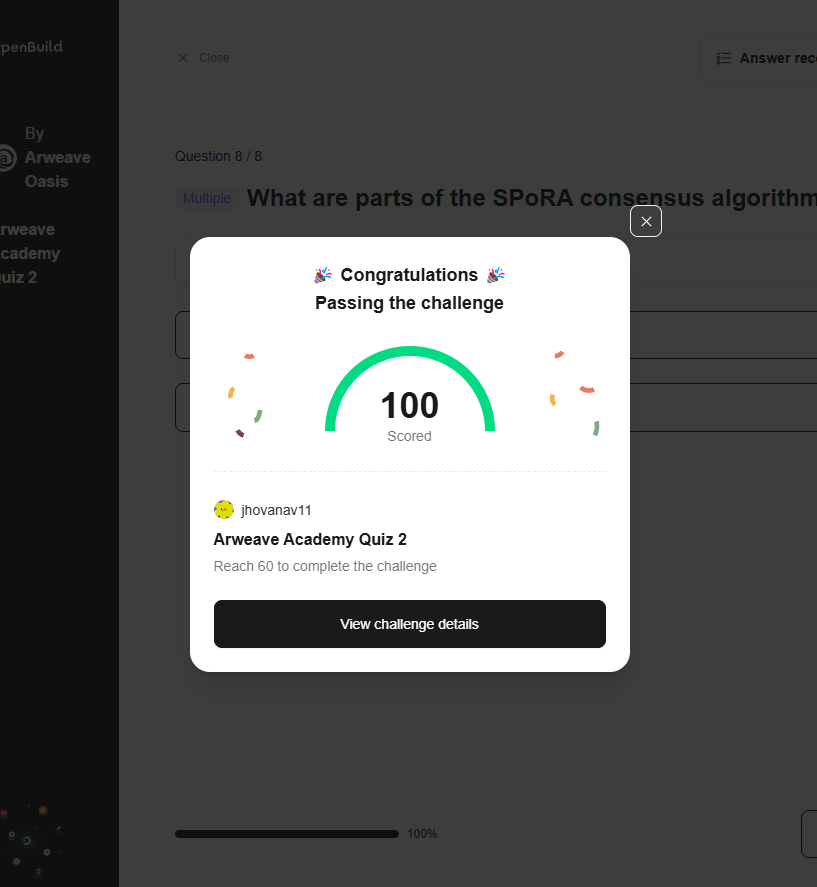 penBuild
Close
By
Arweave
Oasis
rweave
cademy
uiz 2
Question 8 / 8
Multiple
What are parts of the SPoRA consensus algorithm
Answer
Congratulations
Passing the challenge
100
Scored
jhovanav11
Arweave Academy Quiz 2
Reach 60 to complete the challenge
View challenge details
100%